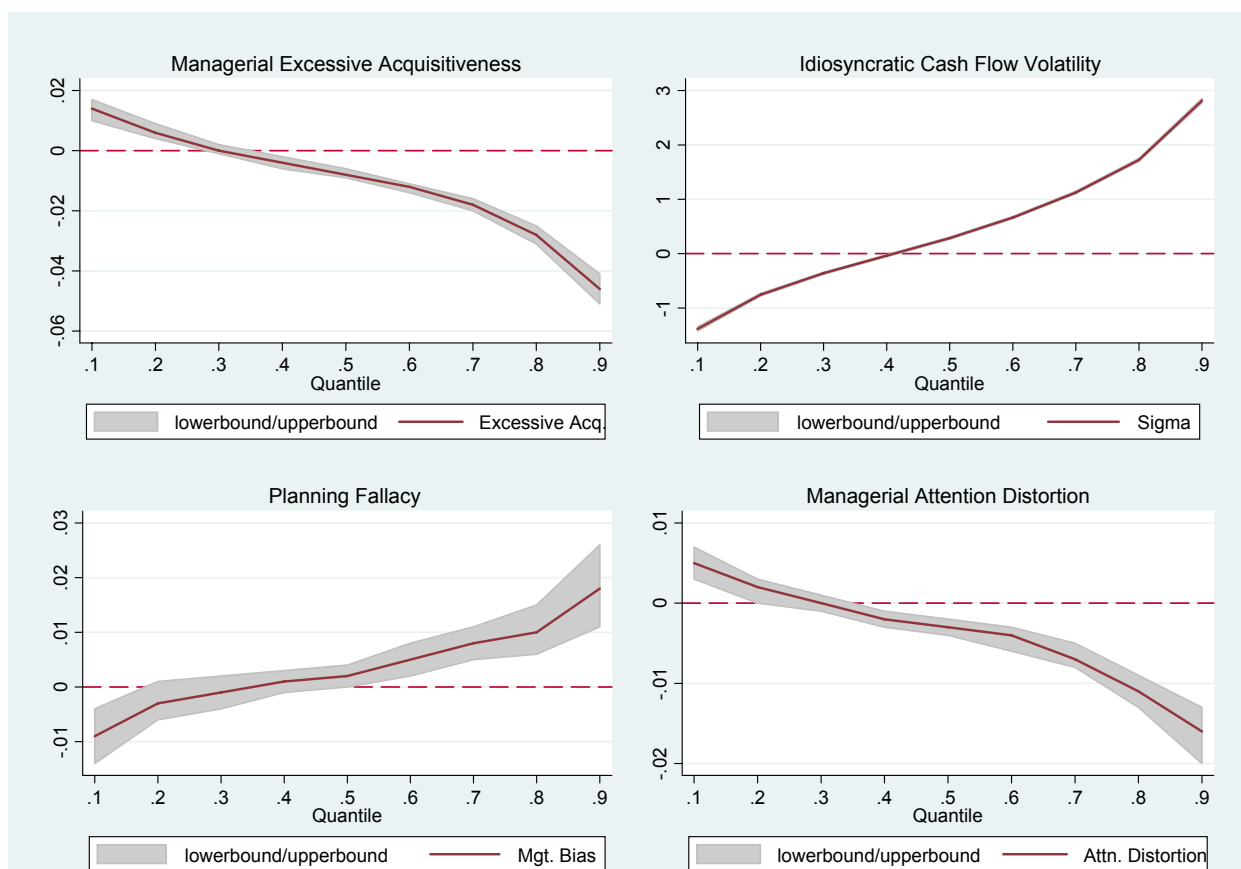 Managerial Excessive Acquisitiveness
.02
0
-.02
-.04
-.06
.1 .2 .3 .4 .5 .6 .7 .8 .9
Quantile
lowerbound/upperbound Excessive Acq.
Idiosyncratic Cash Flow Volatility
3
2
1
0
-1
.1 .2 .3 .4 .5 .6 .7 .8 .9
Quantile
lowerbound/upperbound Sigma
Planning Fallacy
.03
.02
.01
0
-.01
.1 .2 .3 .4 .5 .6 .7 .8 .9
Quantile
lowerbound/upperbound Mgt. Bias
Managerial Attention Distortion
.01
0
-.01
-.02
.1 .2 .3 .4 .5 .6 .7 .8 .9
Quantile
lowerbound/upperbound Attn. Distortion